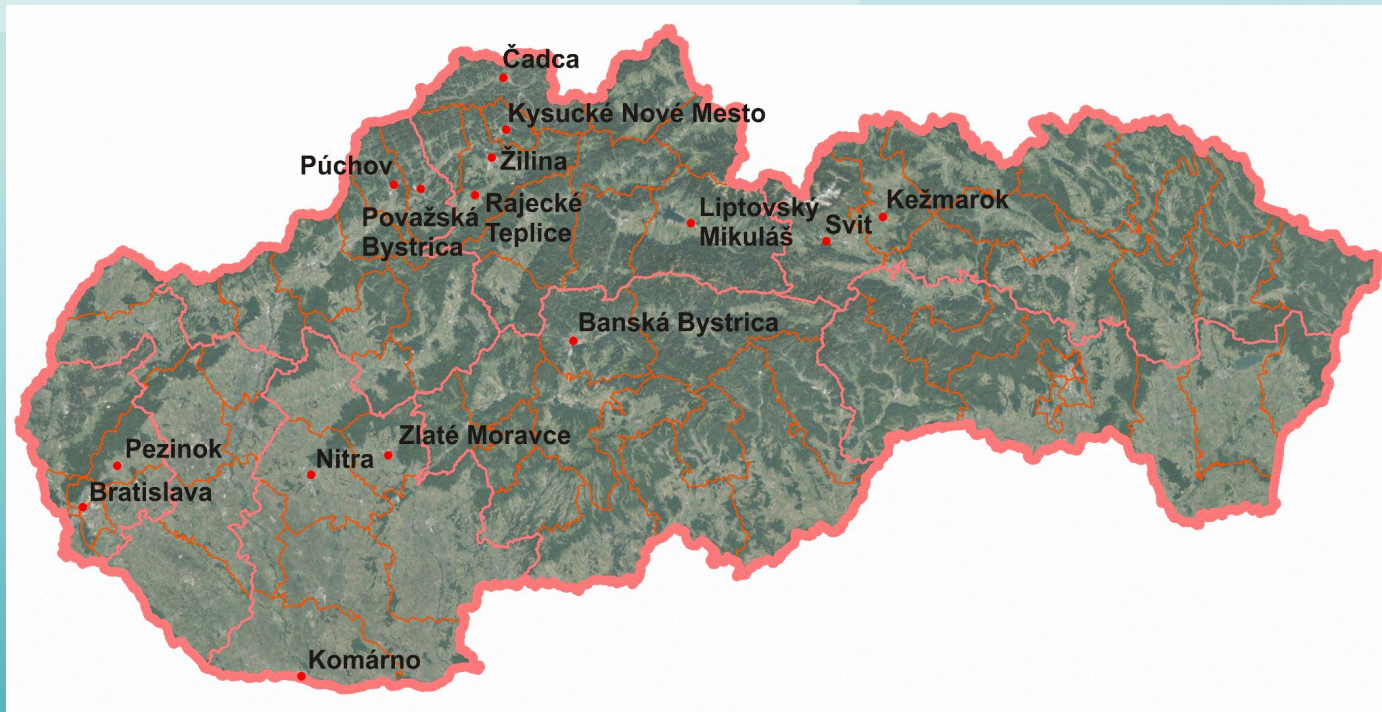 Čadca
Kysucké Nové Mesto
Žilina
Púchov
Považská
Bystrica
Rajecké
Teplice
Liptovský
Mikuláš
Svit
Kežmarok
Banská Bystrica
Zlaté Moravce
Nitra
Pezinok
Bratislava
Komárno